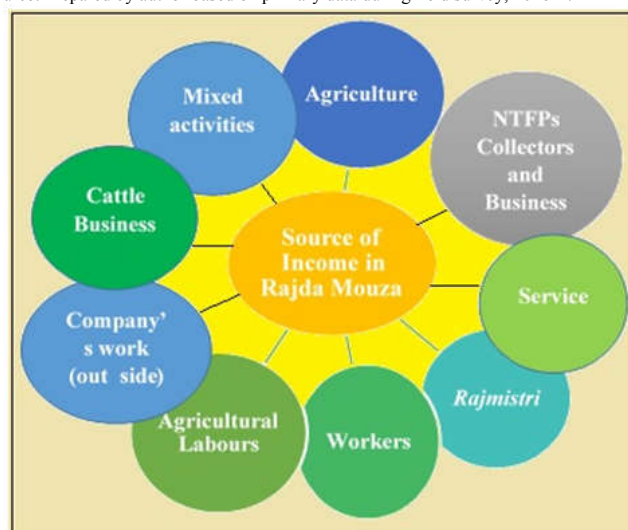 Mixed
activities
Agriculture
NTFPs
Collectors
and
Business
Cattle
Business
Source of
Income in
Rajda Mouza
Service
Company’
s work
(out side)
Rajmistri
Agricultural
Labours
Workers